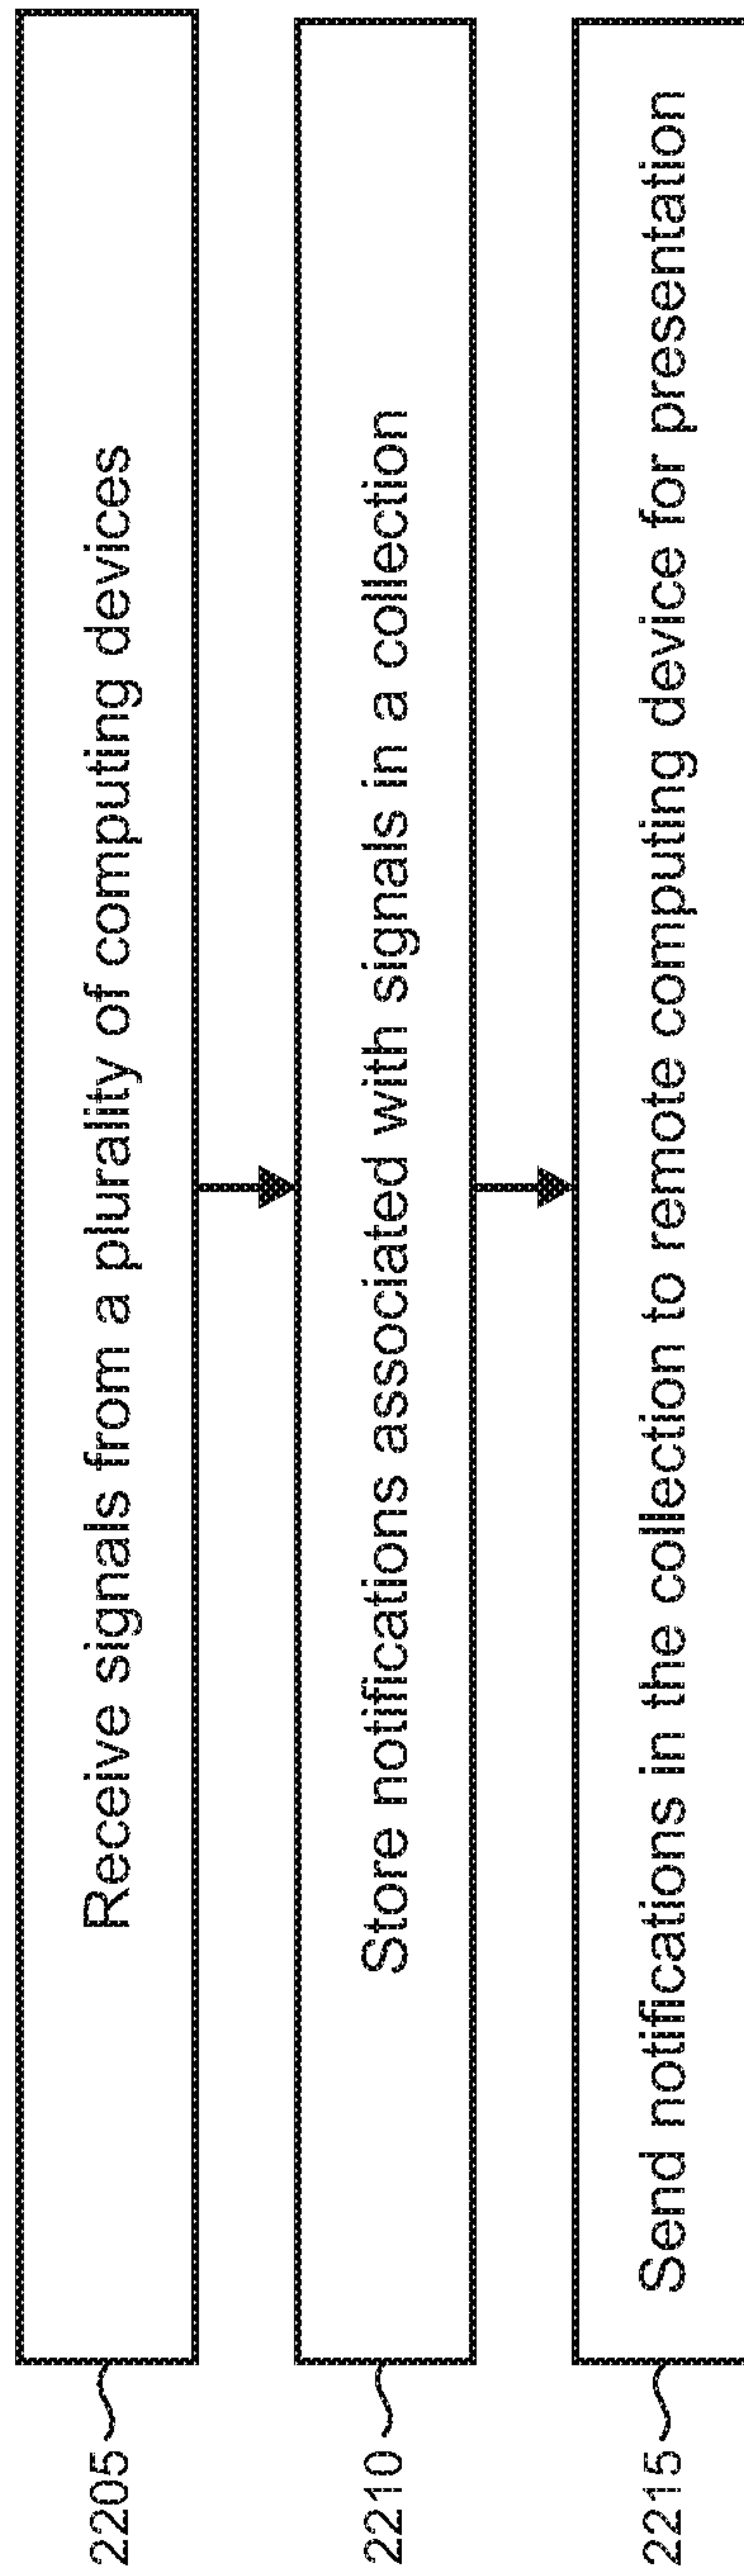 2205
Receive signals from a plurality of computing devices
2210
Store notifications associated with signals in a collection
2215
Send notifications in the collection to remote computing device for presentation